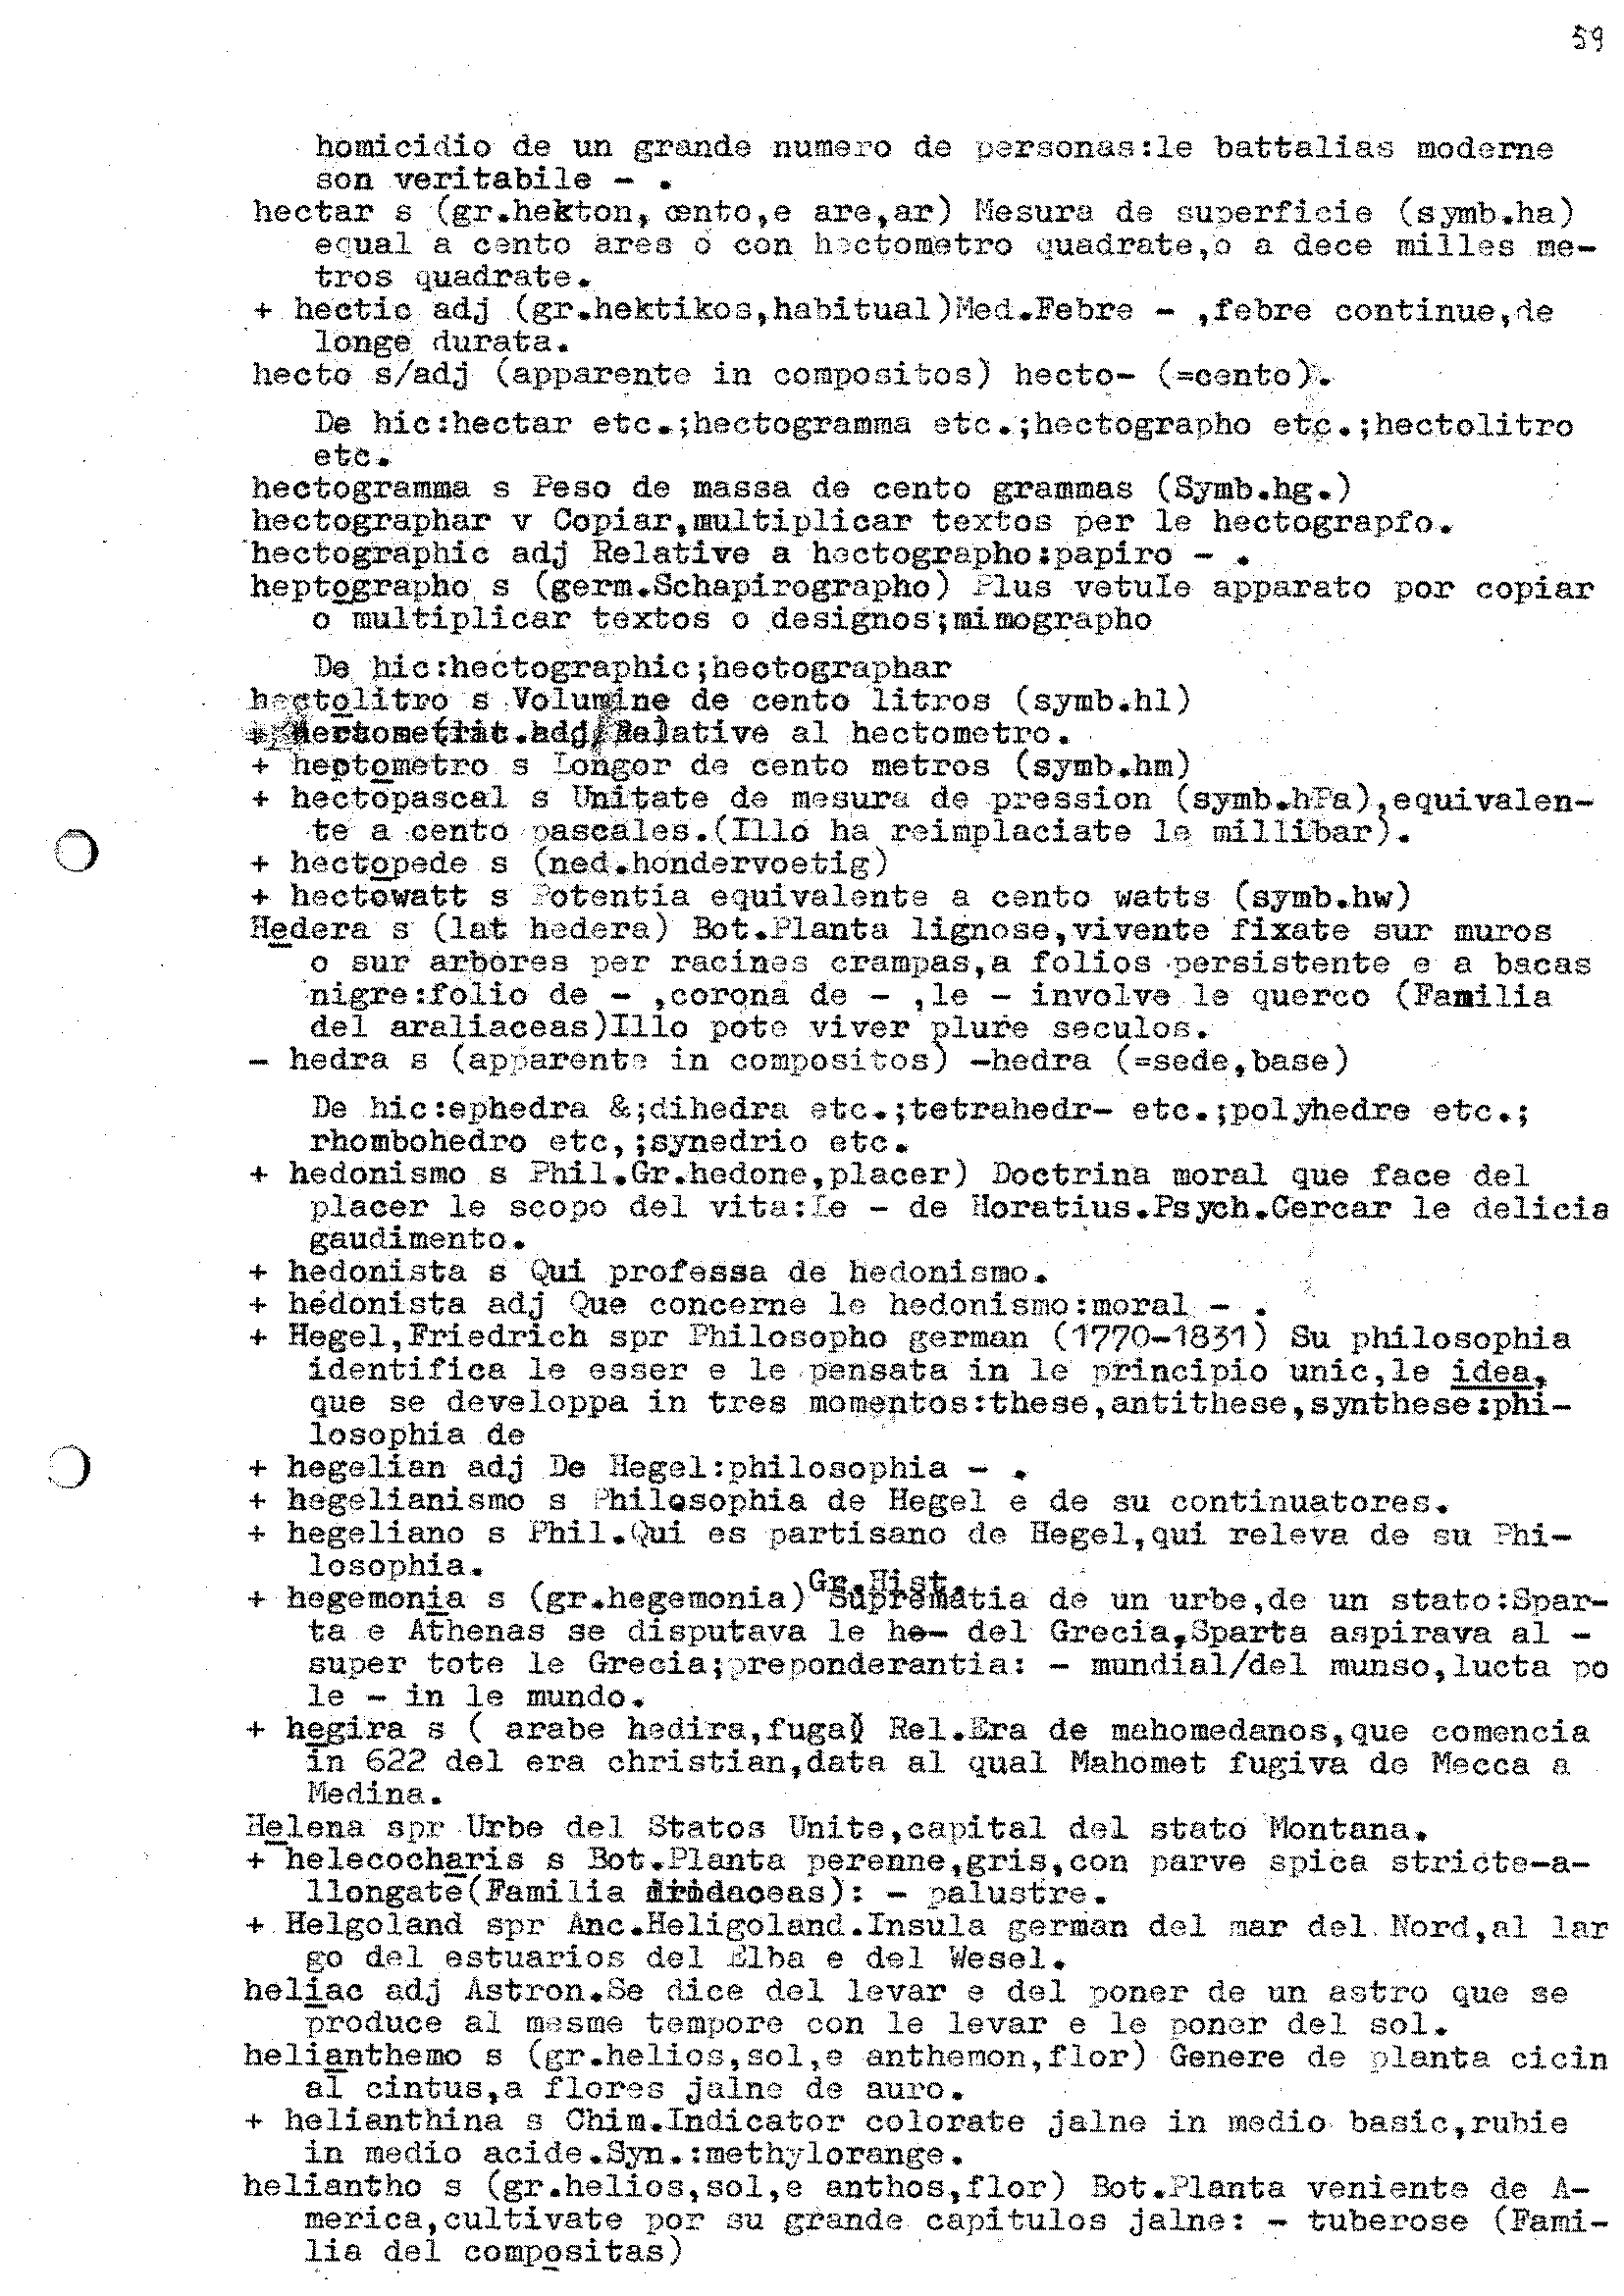 59
homicidio de un grande numero de personas:le battalias moderne
son veritabile - .
hectar s (gr.hekton, cento,e are,ar) Mesura de superficie (symb.ha)
equal a cento ares o con hectometro quadrate,o a dece milles me-
tros quadrate.
+ hectic adj (gr.hektikos,habitual)Med.Febre - ,febre continue,de
longe durata.
hecto s/adj (apparente in compositos) hecto- (=cento).
De hic:hectar etc.;hectogramma etc.;hectographo etc.;hectolitro
etc.
hectogramma s Peso de massa de cento grammas (Symb.hg.)
hectographar v Copiar,multiplicar textos per le hectograpfo.
hectographic adj Relative a hectographo:papiro - .
heptographo s (germ.Schapirographo) Plus vetule apparato por copiar
o multiplicar textos o designos;mimographo
De hic:hectographic;hectographar
hectolitro s Volumine de cento litros (symb.hl)
+ hectometric adj Relative al hectometro.
+ heptometro s Longor de cento metros (symb.hm)
+ hectopascal s Unitate de mesura de pression (symb.hPa),equivalen-
te a cento pascales.(Illo ha reimplaciate le millibar).
+ hectopede s (ned.hondervoetig)
+ hectowatt s Potentia equivalente a cento watts (symb.hw)
Hedera s (lat hedera) Bot.Planta lignose,vivente fixate sur muros
o sur arbores per racines crampas,a folios persistente e a bacas
nigre:folio de - ,corona de - ,le - involve le querco (Familia
del araliaceas)Illo pote viver plure seculos.
- hedra s (apparente in compositos) -hedra (=sede,base)
De hic:ephedra &;dihedra etc.;tetrahedr- etc.;polyhedre etc.;
rhombohedro etc,;synedrio etc.
+ hedonismo s Phil.Gr.hedone,placer) Doctrina moral que face del
placer le scopo del vita:Le - de Horatius.Psych.Cercar le delicia
gaudimento.
+ hedonista s Qui professa de hedonismo.
+ hedonista adj Que concerne le hedonismo:moral - .
+ Hegel,Friedrich spr Philosopho german (1770-1831) Su philosophia
identifica le esser e le pensata in le principio unic,le idea,
que se developpa in tres momentos:these,antithese,synthese:phi-
losophia de
+ hegelian adj De Hegel:philosophia - .
+ hegelianismo s Philosophia de Hegel e de su continuatores.
+ hegeliano s Phil.Qui es partisano de Hegel,qui releva de su Phi-
losophia.
+ hegemonia s (gr.hegemonia) Gr.Hist. Suprematia de un urbe,de un stato:Spar-
ta e Athenas se disputava le he- del Grecia,Sparta aspirava al -
super tote le Grecia;preponderantia: - mundial/del munso,lucta po
le - in le mundo.
+ hegira s ( arabe hedira,fuga) Rel.Era de mahomedanos,que comencia
in 622 del era christian,data al qual Mahomet fugiva de Mecca a
Medina.
Helena spr Urbe del Statos Unite,capital del stato Montana.
+ helecocharis s Bot.Planta perenne,gris,con parve spica stricte-a-
llongate(Familia ): - palustre.
+ Helgoland spr Anc.Heligoland.Insula german del mar del Nord,al lar
go del estuarios del Elba e del Wesel.
heliac adj Astron.Se dice del levar e del poner de un astro que se
produce al mesme tempore con le levar e le poner del sol.
helianthemo s (gr.helios,sol,e anthemon,flor) Genere de planta cicin
al cintus,a flores jalne de auro.
+ helianthina s Chim.Indicator colorate jalne in medio basic,rubie
in medio acide.Syn.:methylorange.
heliantho s (gr.helios,sol,e anthos,flor) Bot.Planta veniente de A-
merica,cultivate por su grande capitulos jalne: - tuberose (Fami-
lia del compositas)